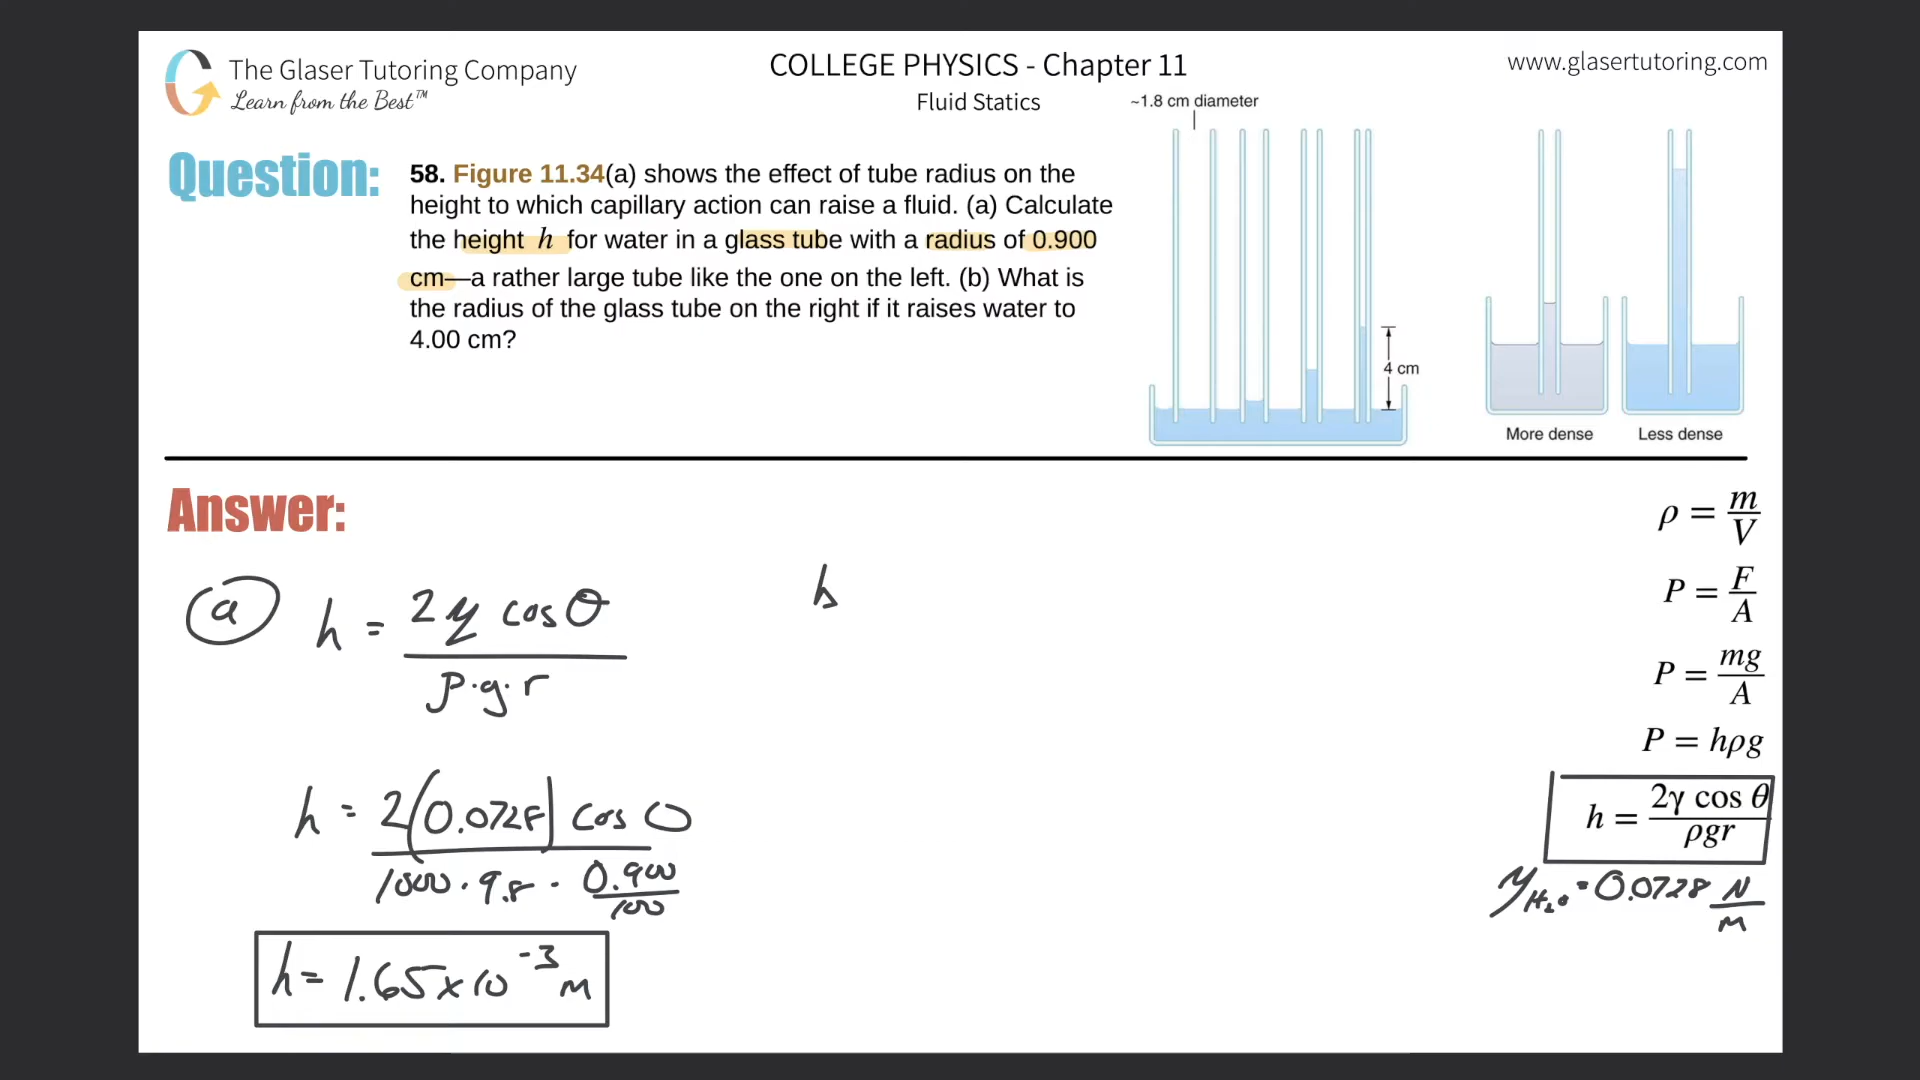 The Glaser Tutoring Company
Learn from the Best™
COLLEGE PHYSICS - Chapter 11
Fluid Statics
www.glasertutoring.com
Question:
58. Figure 11.34(a) shows the effect of tube radius on the
height to which capillary action can raise a fluid. (a) Calculate
the height h for water in a glass tube with a radius of 0.900
cm—a rather large tube like the one on the left. (b) What is
the radius of the glass tube on the right if it raises water to
4.00 cm?
~1.8 cm diameter
4 cm
More dense
Less dense
Answer:
a
h = 2γ cos θ / ρ·g·r
h = 2(0.0728) cos 0 / 1000 · 9.8 · 0.900/100
h = 1.65 x 10⁻³ m
b
ρ = m/V
P = F/A
P = mg/A
P = hρg
h = 2γ cos θ / ρgr
γH₂O = 0.0728 N/m